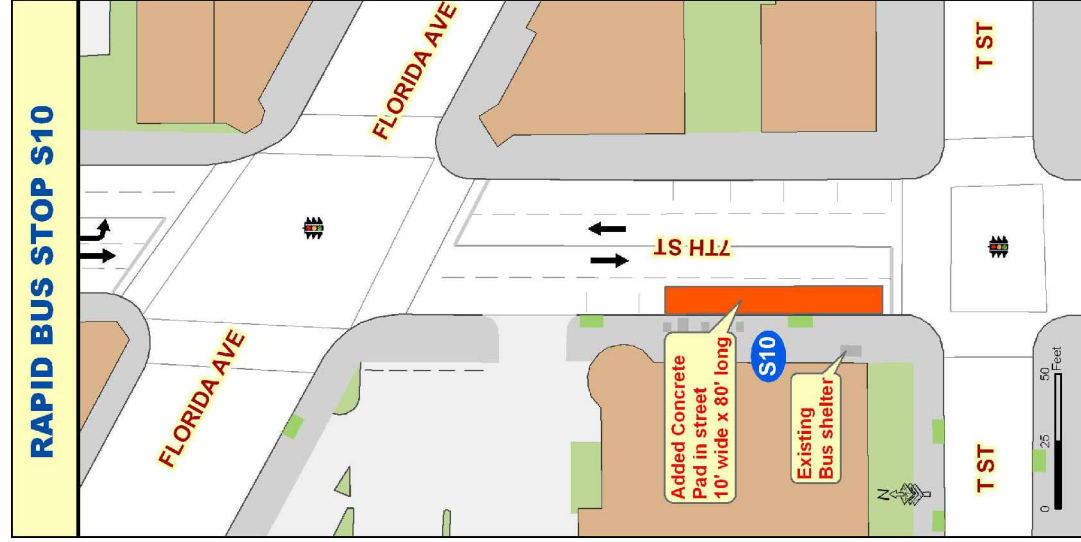 RAPID BUS STOP S10
FLORIDA AVE
T ST
7TH ST
FLORIDA AVE
Added Concrete
Pad in street
10' wide x 80' long
S10
Existing
Bus shelter
T ST
N
0 25 50
Feet